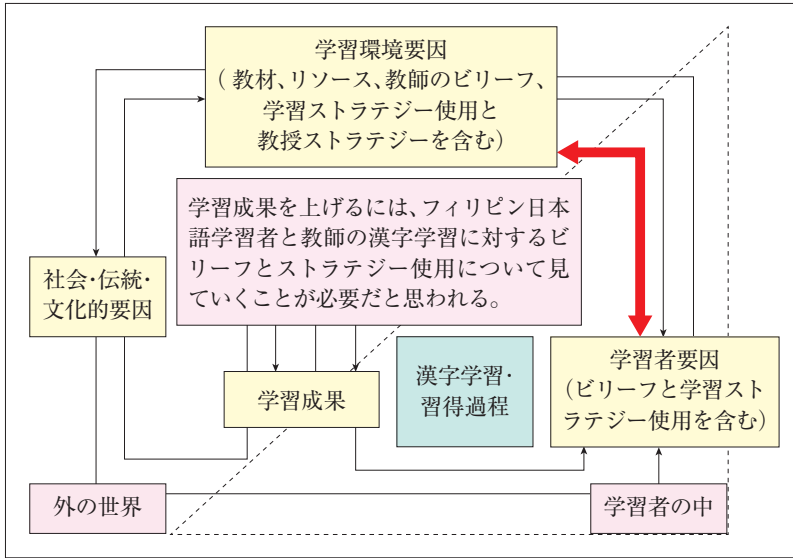 学習環境要因
(教材、リソース、教師のビリーフ、
学習ストラテジー使用と
教授ストラテジーを含む)
学習成果を上げるには、フィリピン日本
語学習者と教師の漢字学習に対するビ
リーフとストラテジー使用について見
ていくことが必要だと思われる。
社会・伝統・
文化的要因
漢字学習・
習得過程
学習者要因
(ビリーフと学習スト
ラテジー使用を含む)
学習成果
外の世界
学習者の中